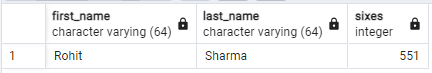 first_name last_name sixes
character varying (64) character varying (64) integer
1 Rohit Sharma 551